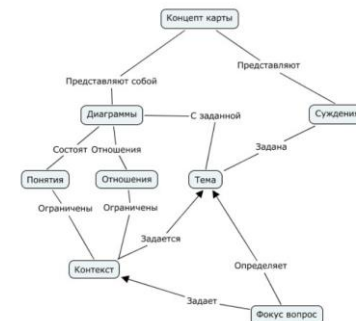 Концепт карты
Представляют собой
Представляют
Диаграммы
С заданной
Суждения
Состоят
Отношения
Задана
Понятия
Отношения
Тема
Ограничены
Ограничены
Задается
Контекст
Определяет
Задает
Фокус вопрос